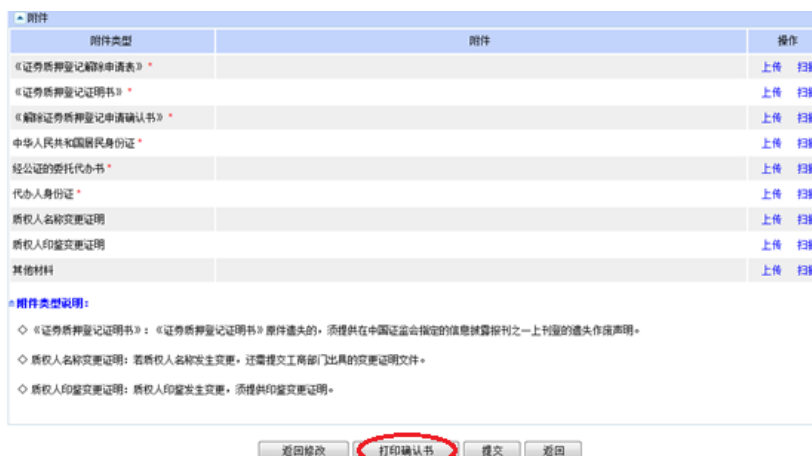 附件
附件类型 附件 操作
《证券质押登记解除申请表》 * 上传
《证券质押登记证明书》 * 上传
《解除证券质押登记申请确认书》 * 上传
中华人民共和国居民身份证 * 上传
经公证的委托代办书 * 上传
代办人身份证 * 上传
质权人名称变更证明 上传
质权人印鉴变更证明 上传
其他材料 上传
附件类型说明：
◇ 《证券质押登记证明书》：《证券质押登记证明书》原件遗失的，须提供在中国证监会指定的信息披露报刊之一上刊登的遗失作废声明。
◇ 质权人名称变更证明：若质权人名称发生变更，还需提交工商部门出具的变更证明文件。
◇ 质权人印鉴变更证明：质权人印鉴发生变更，须提供印鉴变更证明。
返回修改 打印确认书 提交 返回